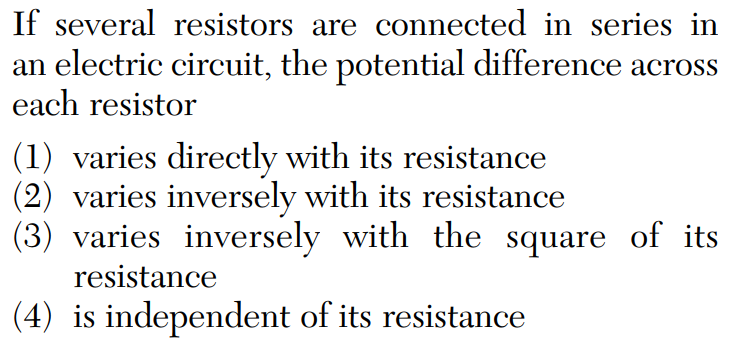 If several resistors are connected in series in
an electric circuit, the potential difference across
each resistor
(1) varies directly with its resistance
(2) varies inversely with its resistance
(3) varies inversely with the square of its
resistance
(4) is independent of its resistance